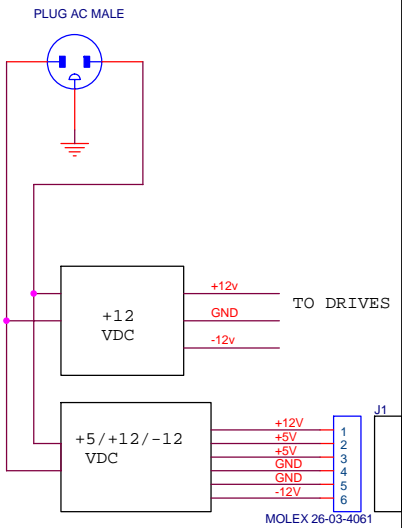 PLUG AC MALE
+12
VDC
+12v
GND
-12v
TO DRIVES
+5/+12/-12
VDC
+12V
+5V
+5V
GND
GND
-12V
1
2
3
4
5
6
J1
MOLEX 26-03-4061